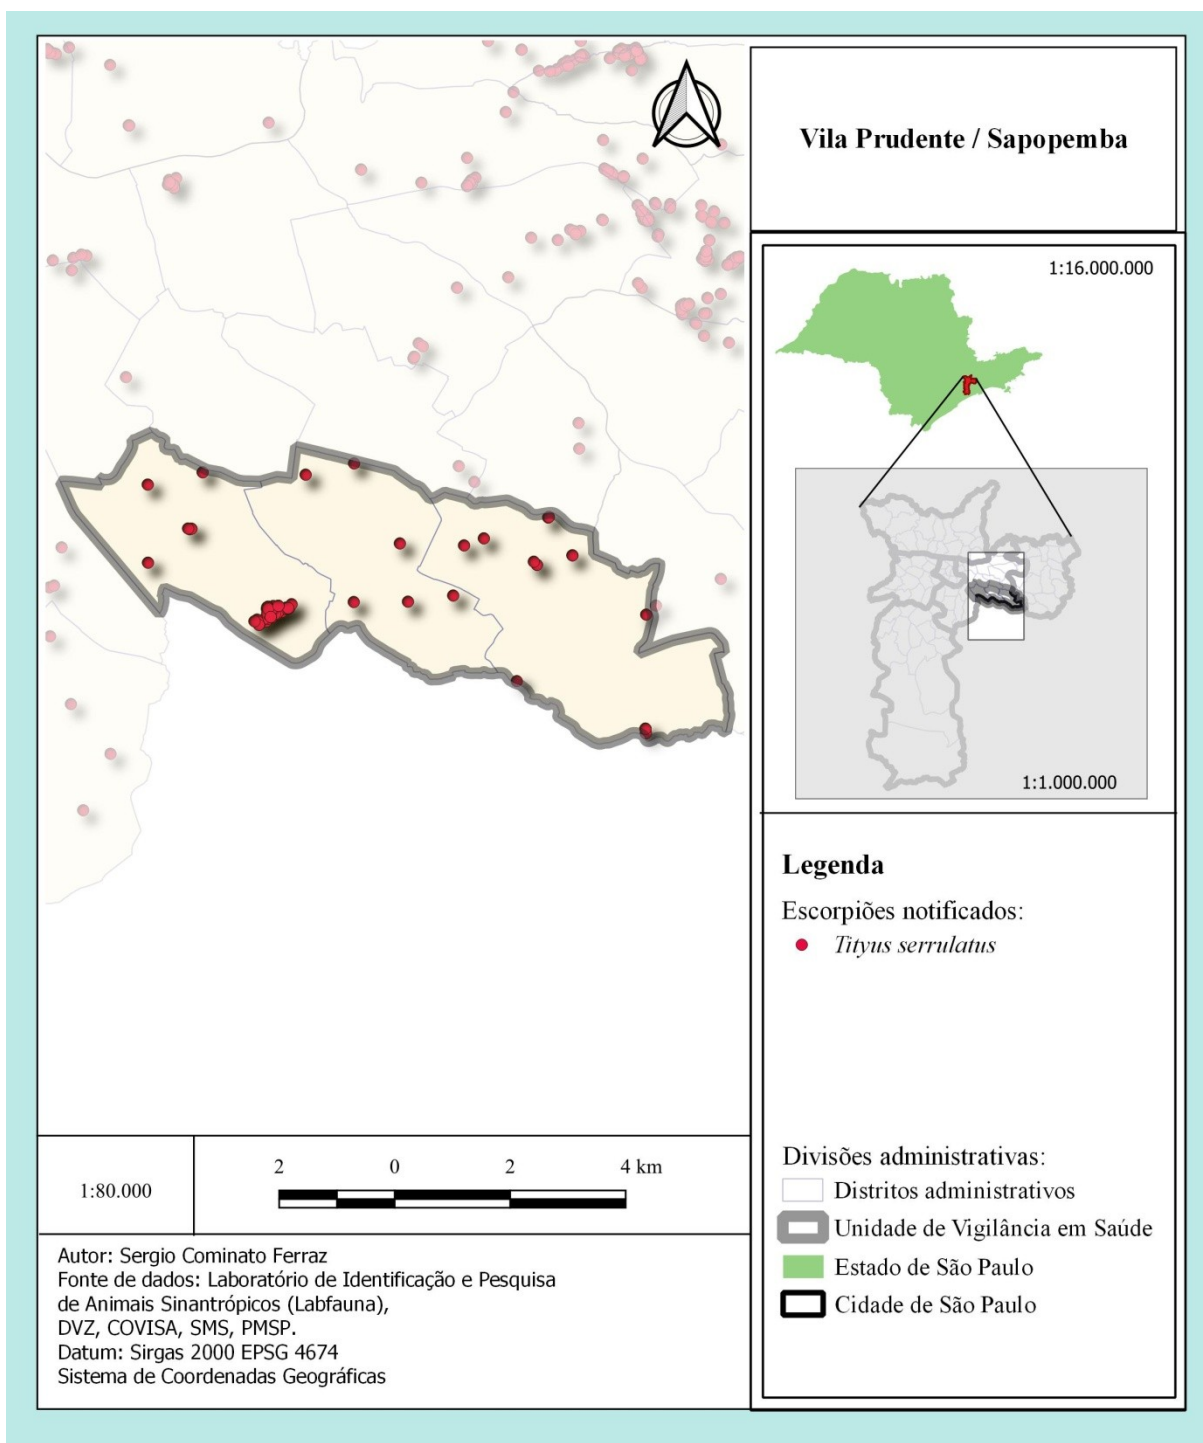 Vila Prudente / Sapopemba
1:16.000.000
1:1.000.000
Legenda
Escorpiões notificados:
Tityus serrulatus
Divisões administrativas:
Distritos administrativos
Unidade de Vigilância em Saúde
Estado de São Paulo
Cidade de São Paulo
1:80.000
2 0 2 4 km
Autor: Sergio Cominato Ferraz
Fonte de dados: Laboratório de Identificação e Pesquisa
de Animais Sinantrópicos (Labfauna),
DVZ, COVISA, SMS, PMSP.
Datum: Sirgas 2000 EPSG 4674
Sistema de Coordenadas Geográficas